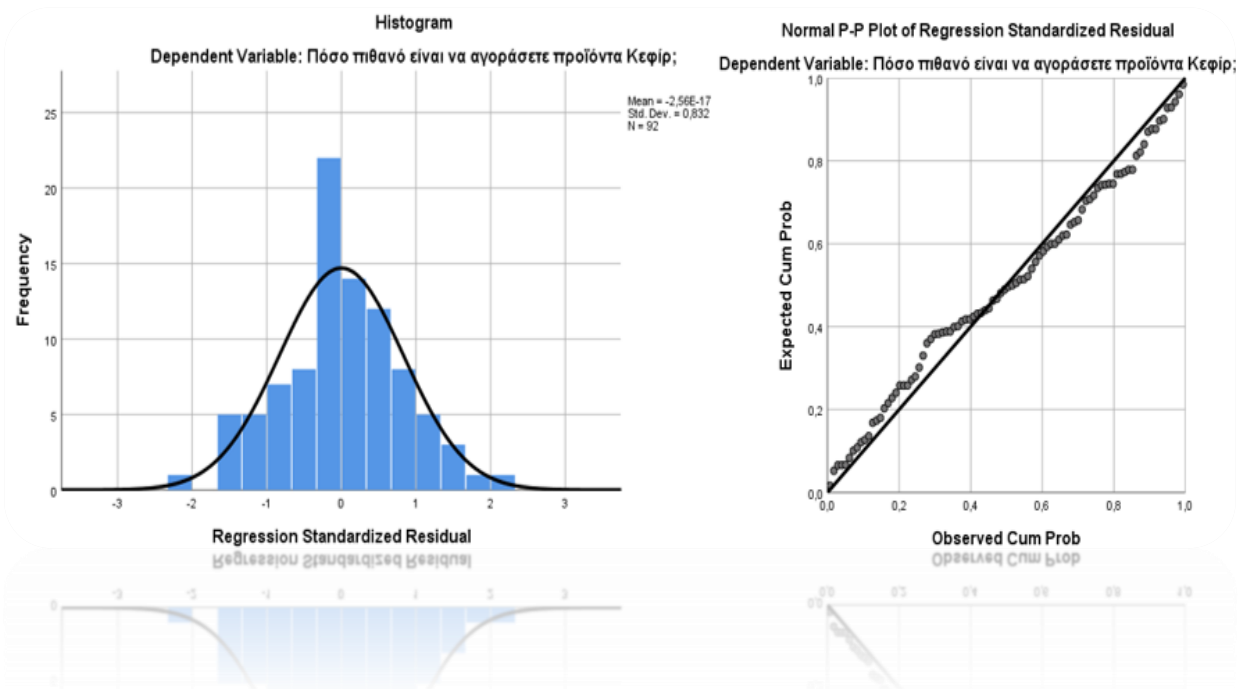 Histogram
Dependent Variable: Πόσο πιθανό είναι να αγοράσετε προϊόντα Κεφίρ;
Mean = -2,56E-17
Std. Dev. = 0,832
N = 92
Frequency
25
20
15
10
5
0
-3 -2 -1 0 1 2 3
Regression Standardized Residual
Normal P-P Plot of Regression Standardized Residual
Dependent Variable: Πόσο πιθανό είναι να αγοράσετε προϊόντα Κεφίρ;
Expected Cum Prob
1,0
0,8
0,6
0,4
0,2
0,0
0,0 0,2 0,4 0,6 0,8 1,0
Observed Cum Prob